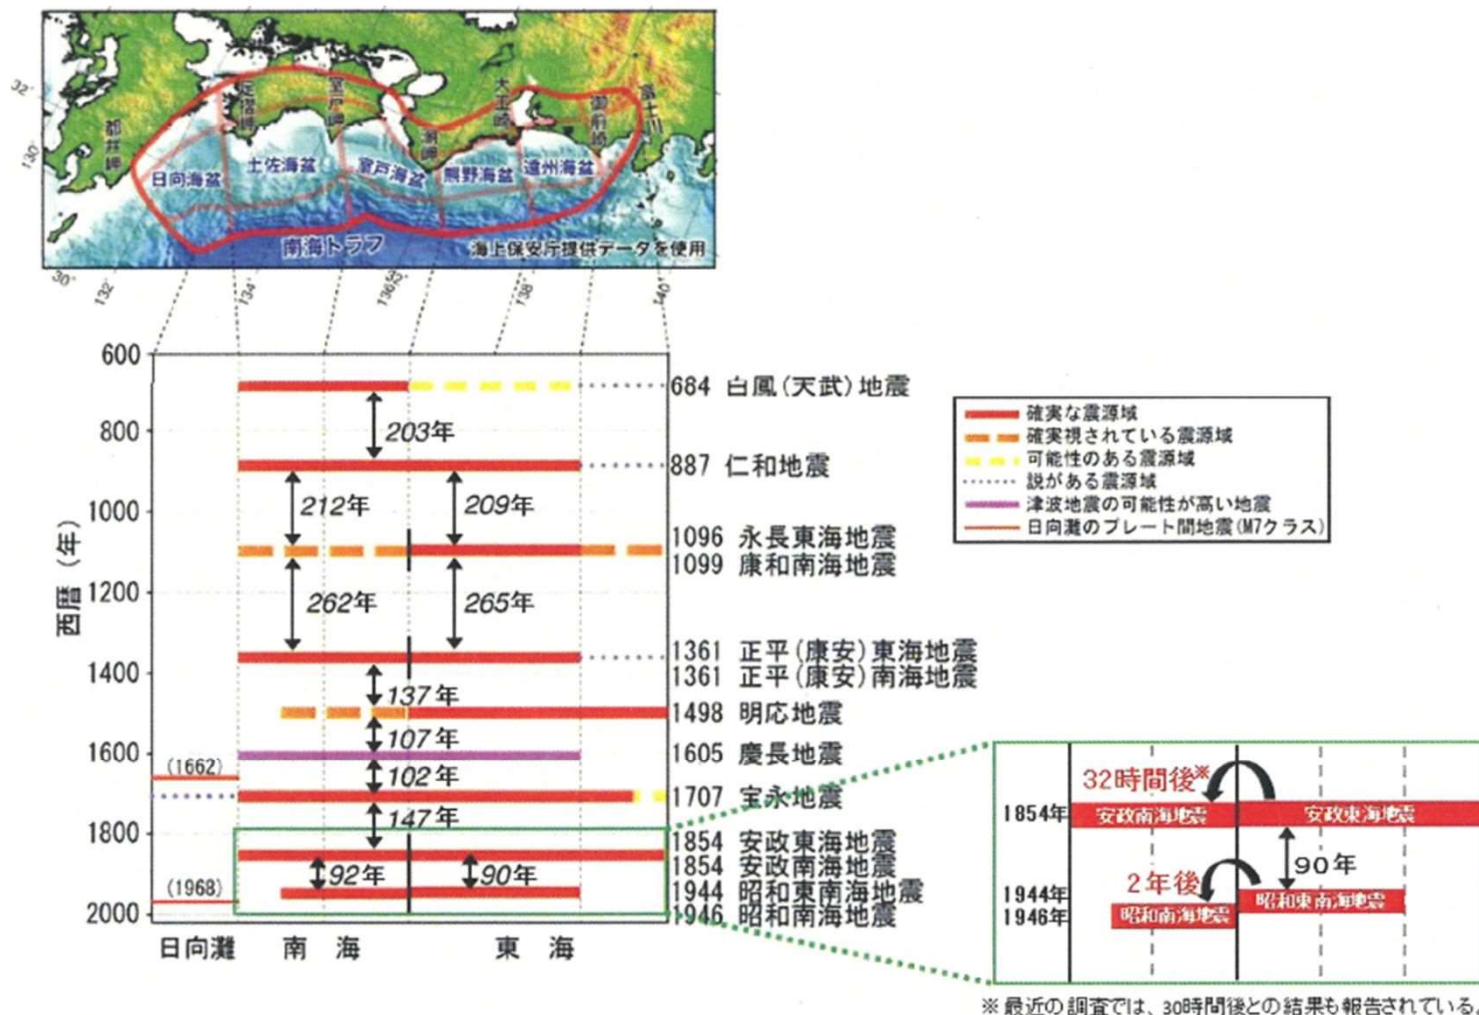 32°
130°
30°
132°
134°
136°
138°
140°
都井岬
足摺岬
室戸岬
潮岬
大王崎
御前崎
富士川
日向海盆
土佐海盆
室戸海盆
熊野海盆
遠州海盆
南海トラフ
海上保安庁提供データを使用
西暦(年)
600
800
1000
1200
1400
1600
1800
2000
684 白鳳(天武)地震
203年
887 仁和地震
212年
209年
1096 永長東海地震
1099 康和南海地震
262年
265年
1361 正平(康安)東海地震
1361 正平(康安)南海地震
137年
1498 明応地震
107年
1605 慶長地震
(1662)
102年
1707 宝永地震
147年
1854 安政東海地震
1854 安政南海地震
92年
90年
1944 昭和東南海地震
(1968)
1946 昭和南海地震
日向灘
南 海
東 海
確実な震源域
確実視されている震源域
可能性のある震源域
説がある震源域
津波地震の可能性が高い地震
日向灘のプレート間地震(M7クラス)
32時間後※
1854年
安政南海地震
安政東海地震
90年
2年後
1944年
昭和東南海地震
1946年
昭和南海地震
※ 最近の調査では、30時間後との結果も報告されている。